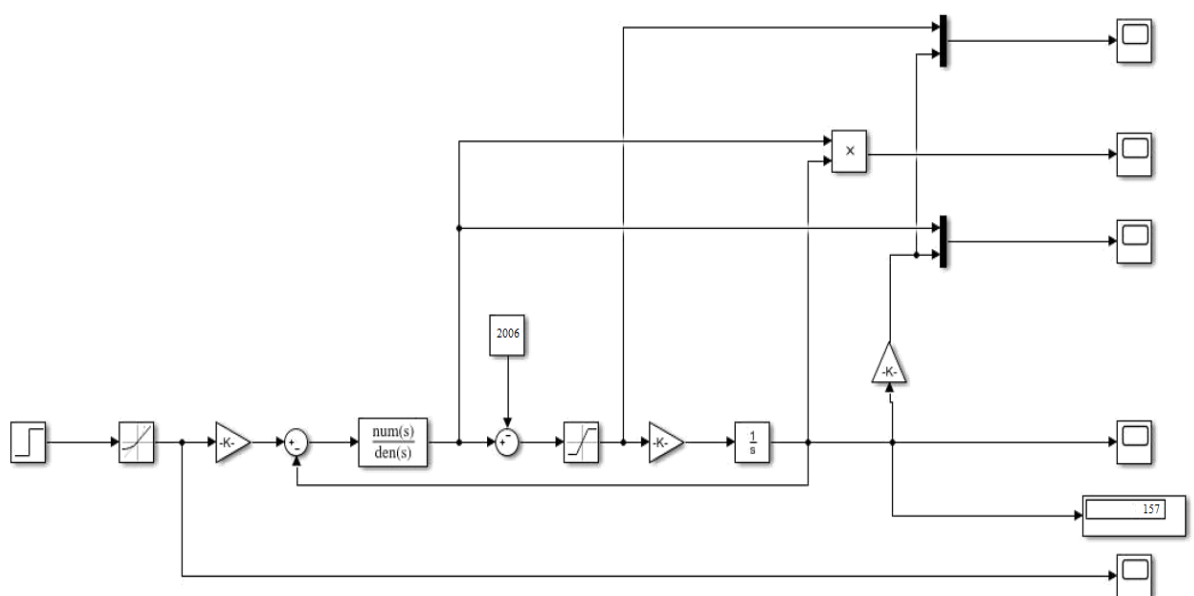 ×
2006
-K-
-K-
+
-
num(s)
den(s)
+
-
-K-
1
s
157